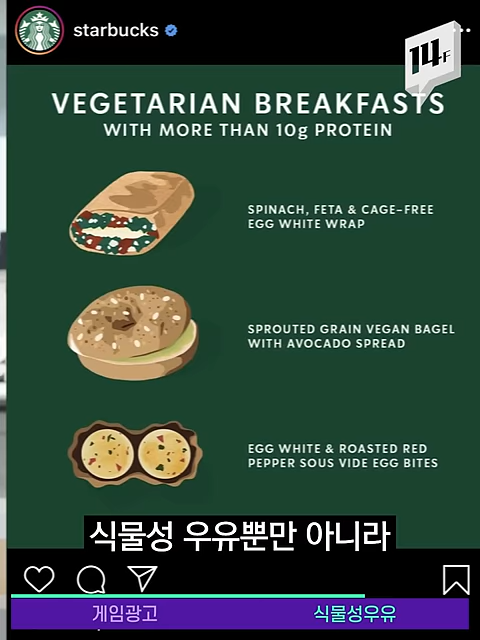 starbucks
14F
VEGETARIAN BREAKFASTS
WITH MORE THAN 10g PROTEIN
SPINACH, FETA & CAGE-FREE
EGG WHITE WRAP
SPROUTED GRAIN VEGAN BAGEL
WITH AVOCADO SPREAD
EGG WHITE & ROASTED RED
PEPPER SOUS VIDE EGG BITES
식물성 우유뿐만 아니라
게임광고 식물성우유